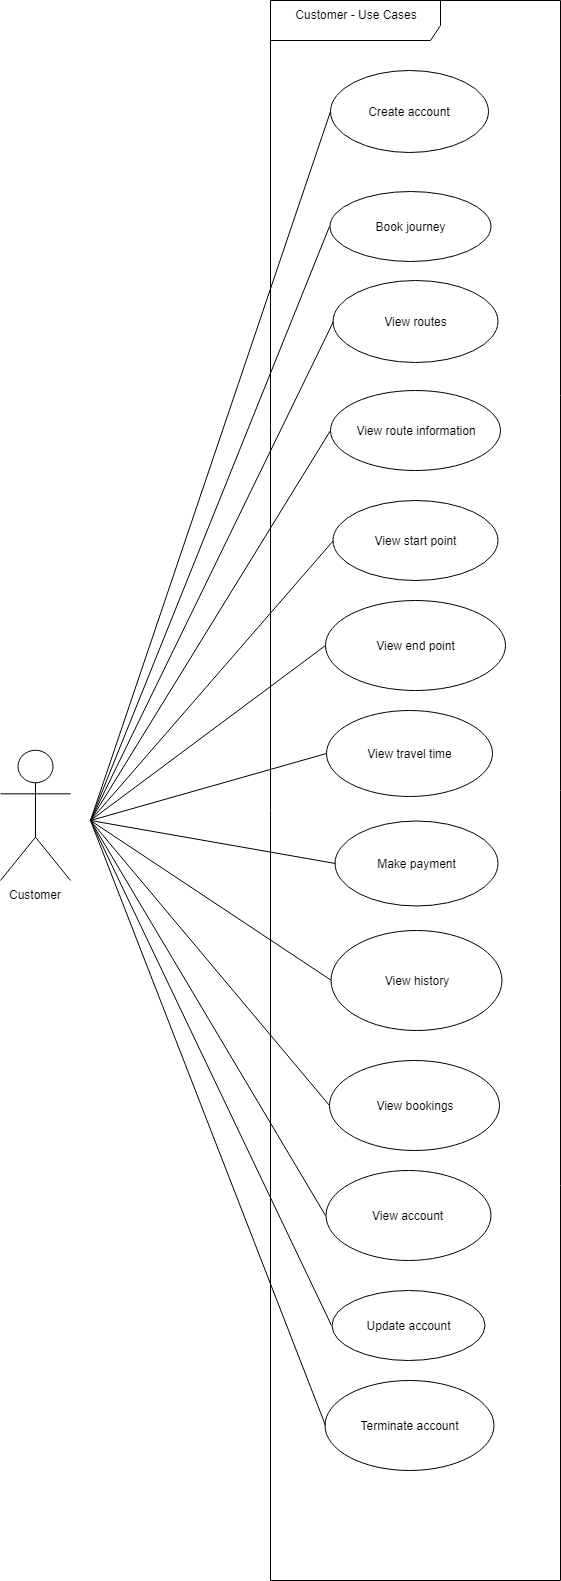 Customer - Use Cases
Create account
Book journey
View routes
View route information
View start point
View end point
View travel time
Make payment
Customer
View history
View bookings
View account
Update account
Terminate account